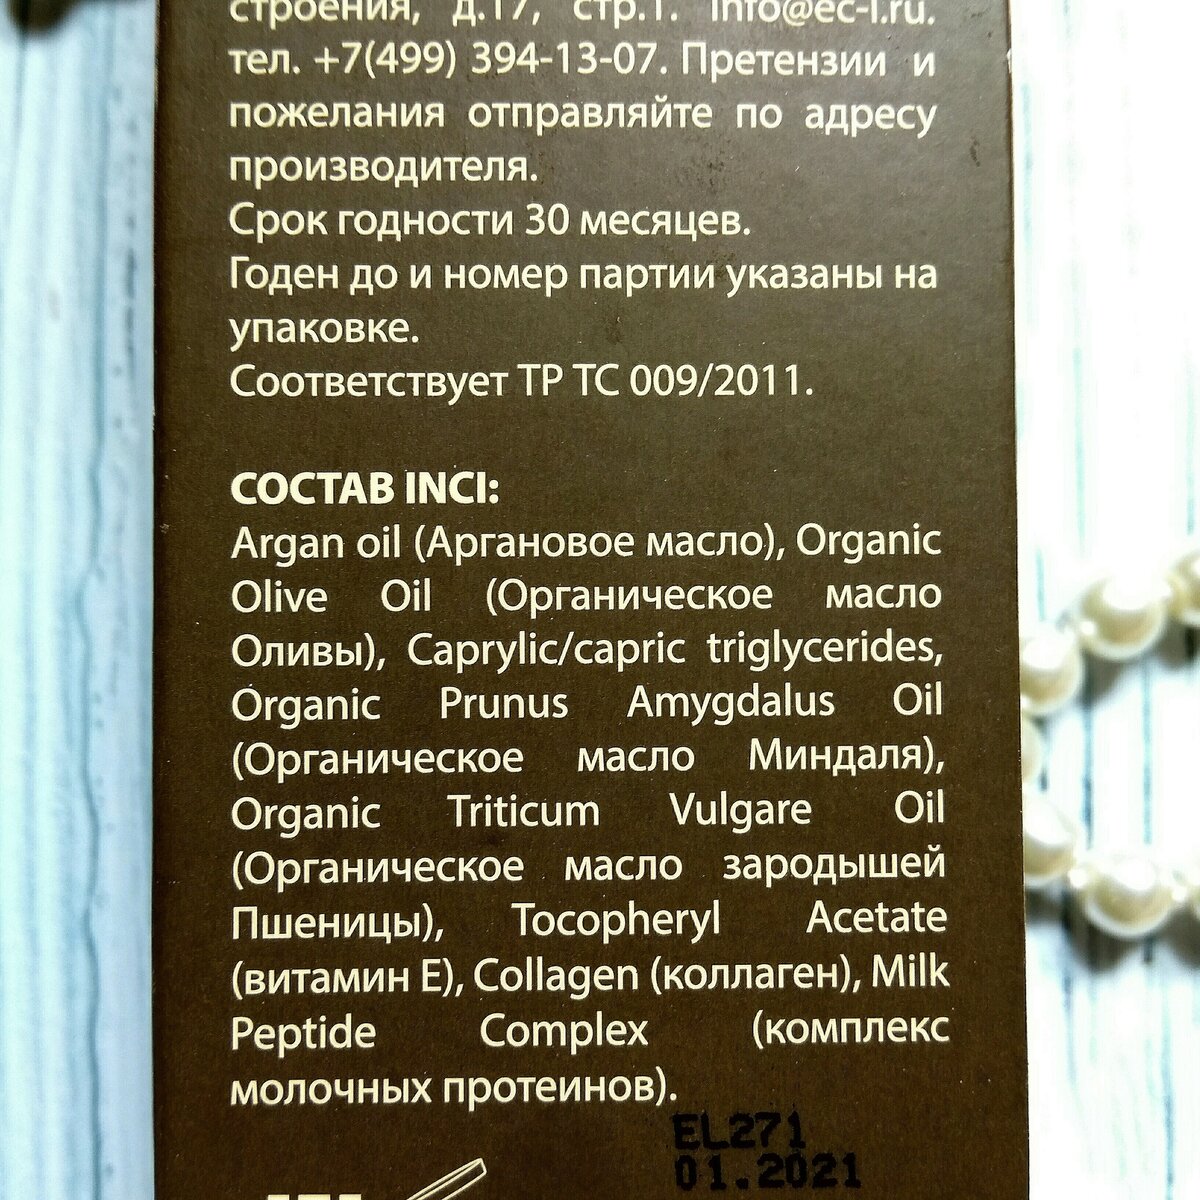 строения, д.17, стр.1. info@ec-l.ru.
тел. +7(499) 394-13-07. Претензии и
пожелания отправляйте по адресу
производителя.
Срок годности 30 месяцев.
Годен до и номер партии указаны на
упаковке.
Соответствует ТР ТС 009/2011.
СОСТАВ INCI:
Argan oil (Аргановое масло), Organic
Olive Oil (Органическое масло
Оливы), Caprylic/capric triglycerides,
Organic Prunus Amygdalus Oil
(Органическое масло Миндаля),
Organic Triticum Vulgare Oil
(Органическое масло зародышей
Пшеницы), Tocopheryl Acetate
(витамин Е), Collagen (коллаген), Milk
Peptide Complex (комплекс
молочных протеинов).
EL271
01.2021